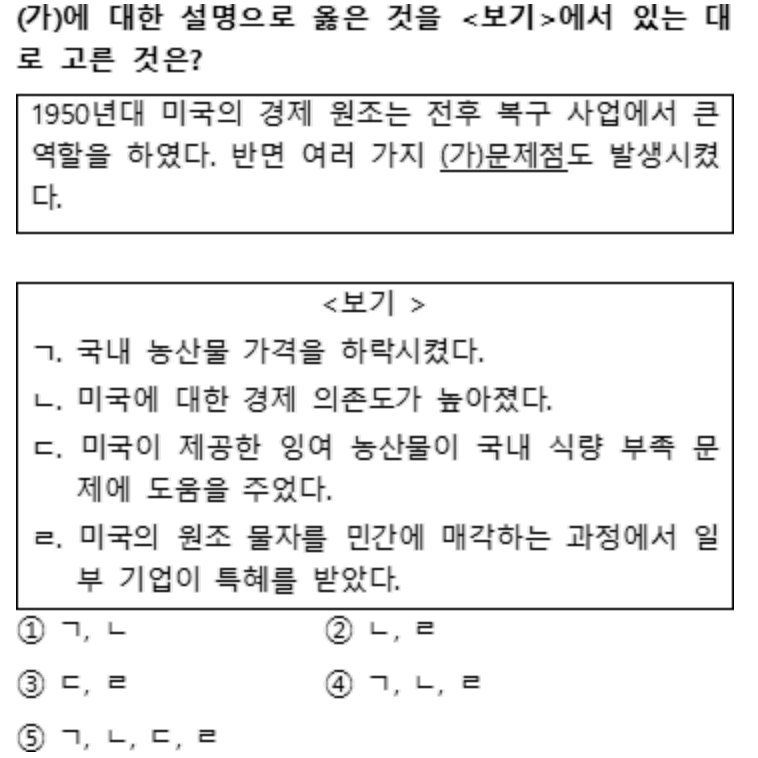 (가)에 대한 설명으로 옳은 것을 <보기>에서 있는 대
로 고른 것은?
1950년대 미국의 경제 원조는 전후 복구 사업에서 큰
역할을 하였다. 반면 여러 가지 (가)문제점도 발생시켰
다.
<보기 >
ㄱ. 국내 농산물 가격을 하락시켰다.
ㄴ. 미국에 대한 경제 의존도가 높아졌다.
ㄷ. 미국이 제공한 잉여 농산물이 국내 식량 부족 문
제에 도움을 주었다.
ㄹ. 미국의 원조 물자를 민간에 매각하는 과정에서 일
부 기업이 특혜를 받았다.
① ㄱ, ㄴ ② ㄴ, ㄹ
③ ㄷ, ㄹ ④ ㄱ, ㄴ, ㄹ
⑤ ㄱ, ㄴ, ㄷ, ㄹ